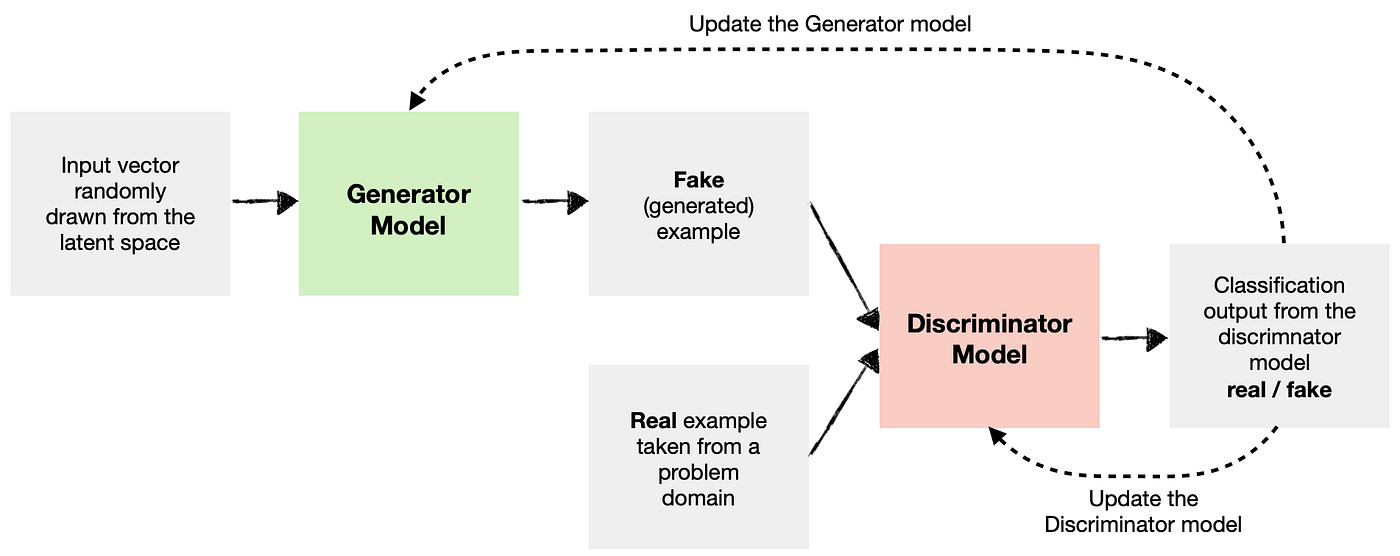 Update the Generator model
Input vector
randomly
drawn from the
latent space
Generator
Model
Fake
(generated)
example
Real example
taken from a
problem
domain
Discriminator
Model
Classification
output from the
discrimnator
model
real / fake
Update the
Discriminator model